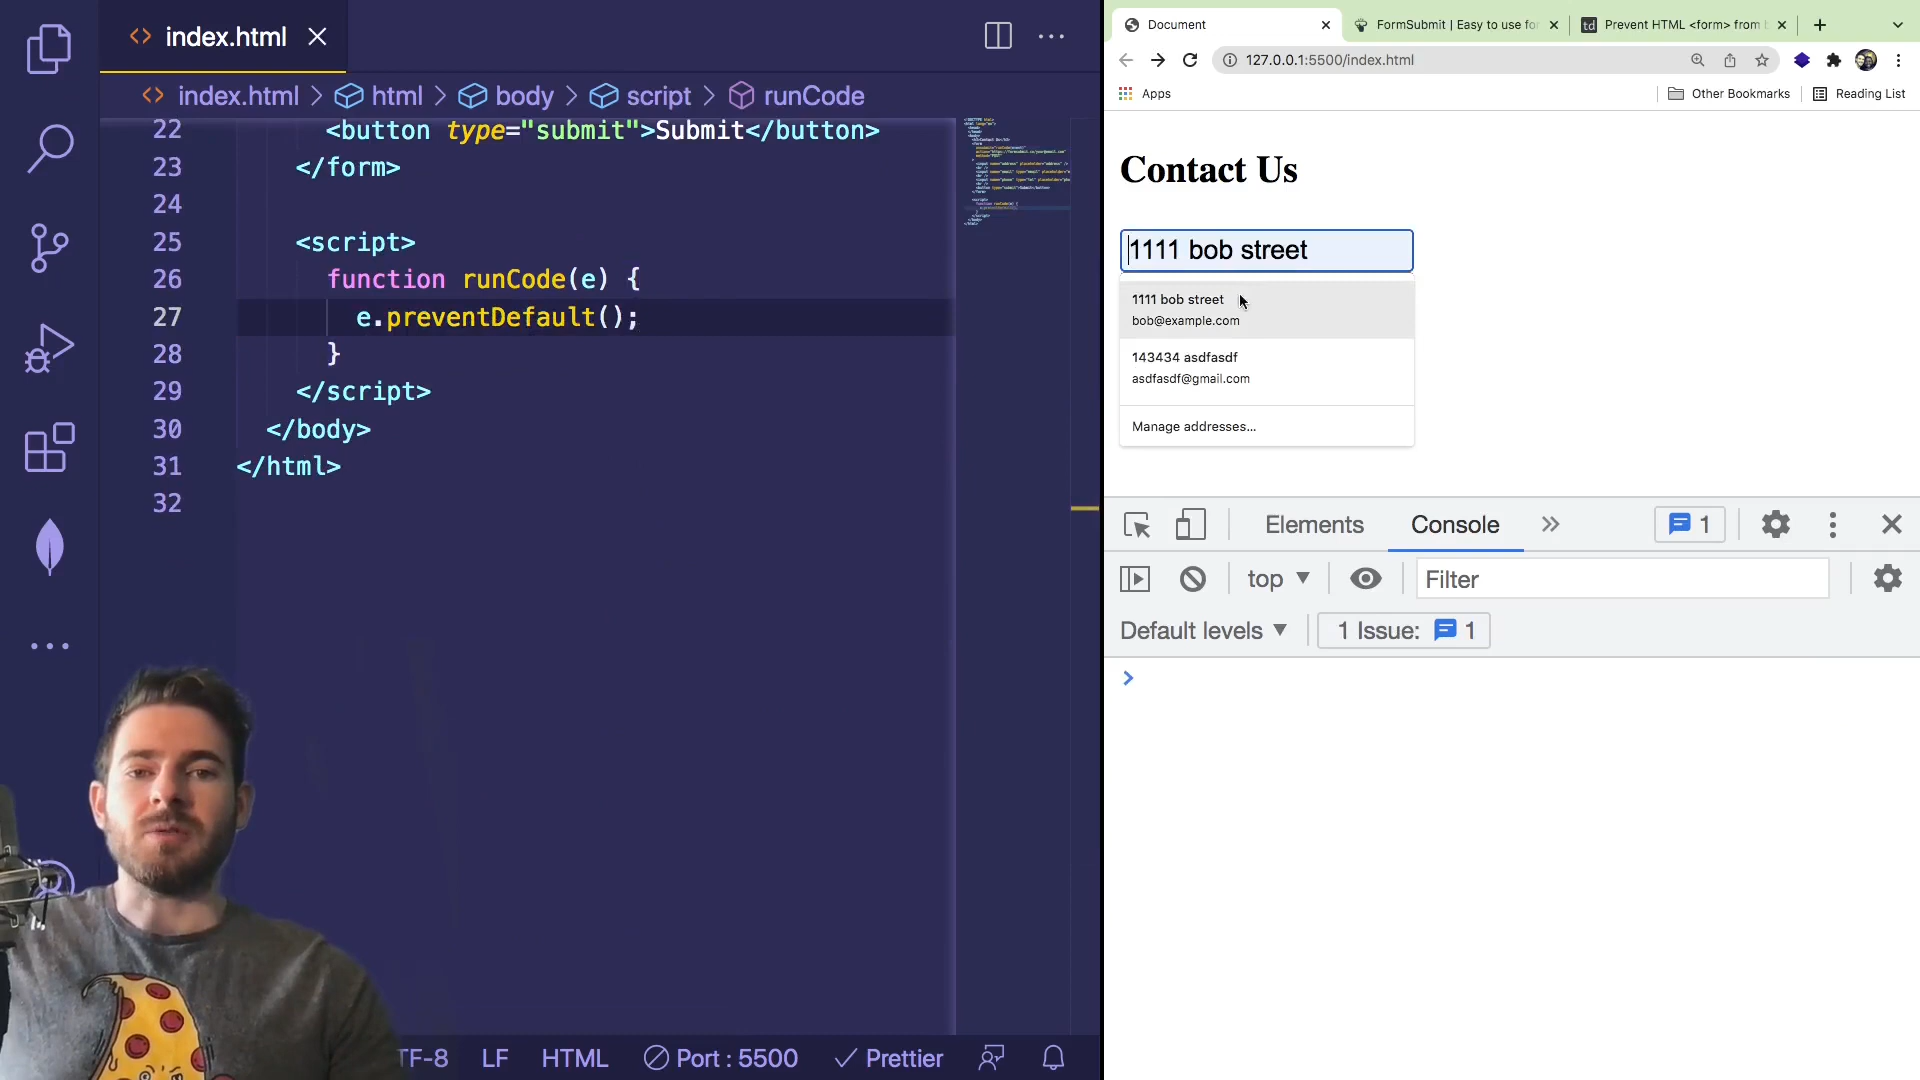 index.html
index.html > html > body > script > runCode
22 <button type="submit">Submit</button>
23 </form>
24
25 <script>
26 function runCode(e) {
27 e.preventDefault();
28 }
29 </script>
30 </body>
31 </html>
32
TF-8 LF HTML Port : 5500 Prettier
Document
FormSubmit | Easy to use fo
Prevent HTML <form> from
127.0.0.1:5500/index.html
Apps
Other Bookmarks
Reading List
Contact Us
1111 bob street
1111 bob street
bob@example.com
143434 asdfasdf
asdfasdf@gmail.com
Manage addresses...
Elements Console 1
top Filter
Default levels 1 Issue: 1